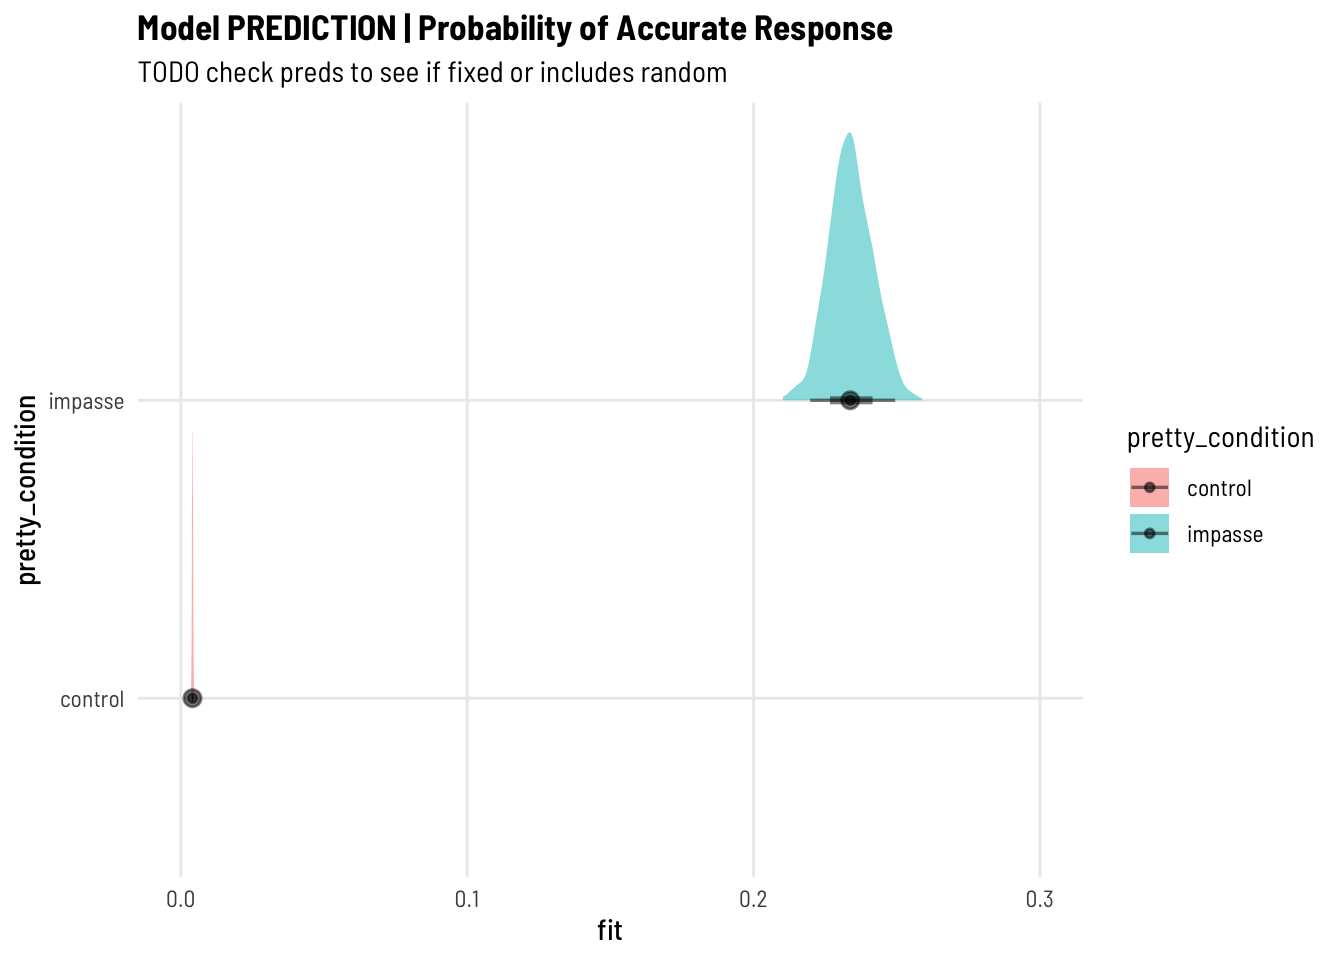 Model PREDICTION | Probability of Accurate Response
TODO check preds to see if fixed or includes random
pretty_condition
impasse
control
0.0
0.1
0.2
0.3
fit
pretty_condition
control
impasse